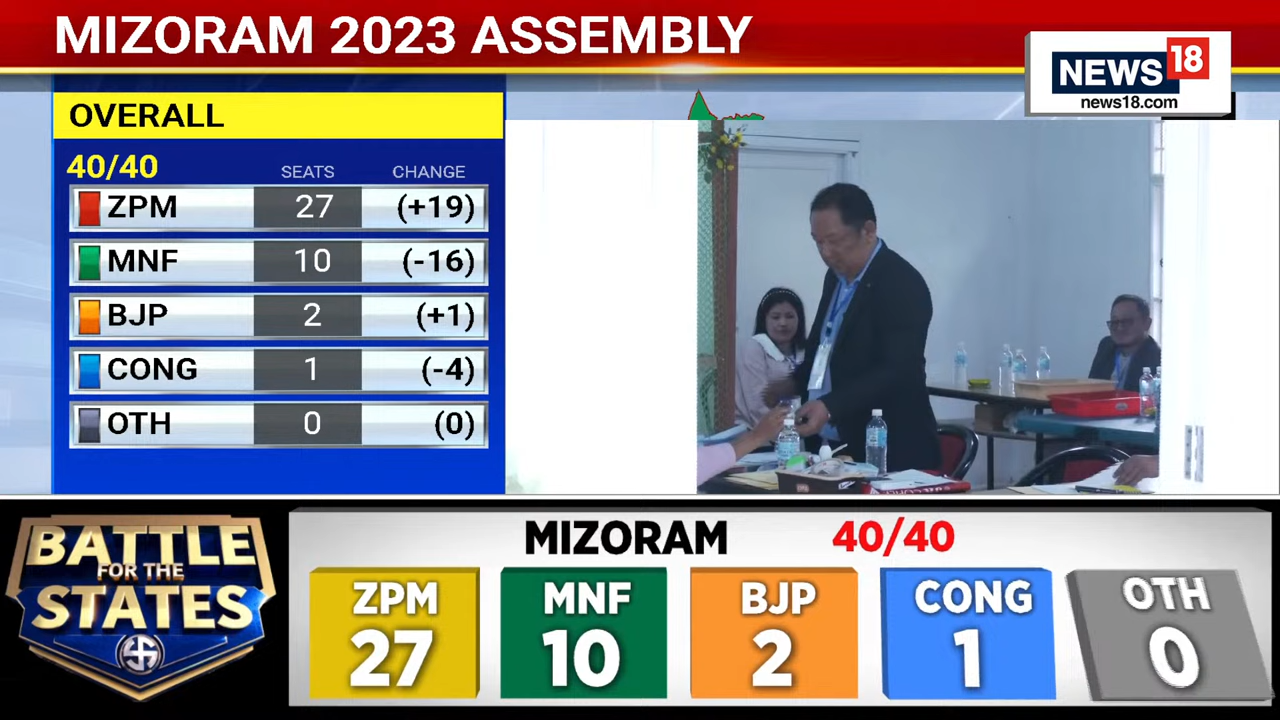 MIZORAM 2023 ASSEMBLY
NEWS 18
news18.com
OVERALL
40/40 SEATS CHANGE
ZPM 27 (+19)
MNF 10 (-16)
BJP 2 (+1)
CONG 1 (-4)
OTH 0 (0)
BATTLE
FOR THE
STATES
MIZORAM 40/40
ZPM MNF BJP CONG OTH
27 10 2 1 0